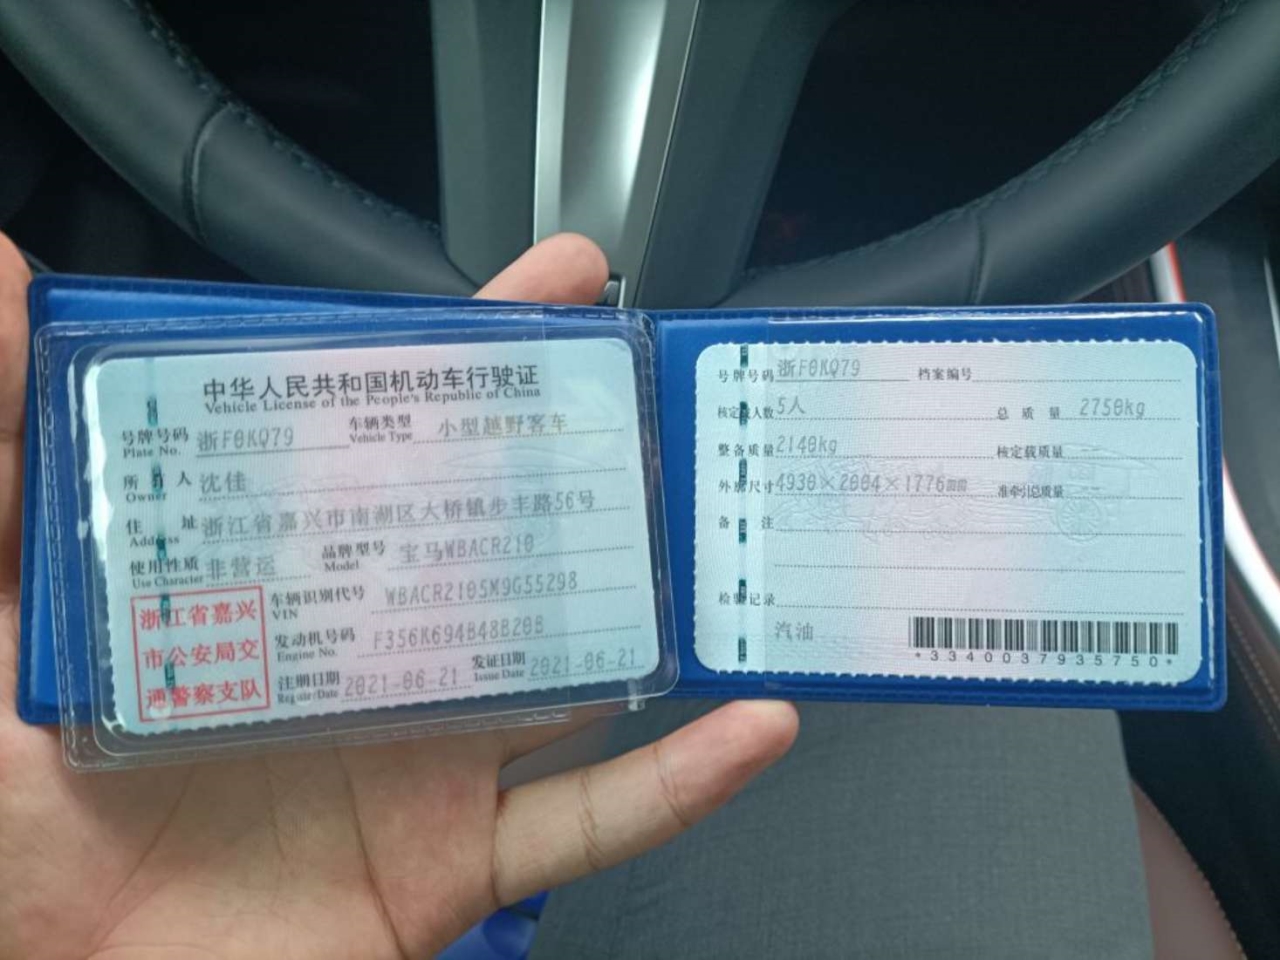 中华人民共和国机动车行驶证
Vehicle License of the People's Republic of China
号牌号码 浙F0KQ79 车辆类型 小型越野客车
Plate No. Vehicle Type
所有人 沈佳
Owner
住址 浙江省嘉兴市南湖区大桥镇步丰路56号
Address
使用性质 非营运 品牌型号 宝马WBACR210
Use Character Model
浙江省嘉兴
市公安局交
通警察支队
车辆识别代号 WBACR2105M9G55298
VIN
发动机号码 F356K694B48B20B
Engine No.
注册日期 2021-06-21 发证日期 2021-06-21
Register Date Issue Date
号牌号码 浙F0KQ79 档案编号
核定载人数 5人 总质量 2750kg
整备质量 2140kg 核定载质量 --
外廓尺寸 4930×2004×1776mm 准牵引总质量 --
备注
检验记录
汽油
*3340037935750*